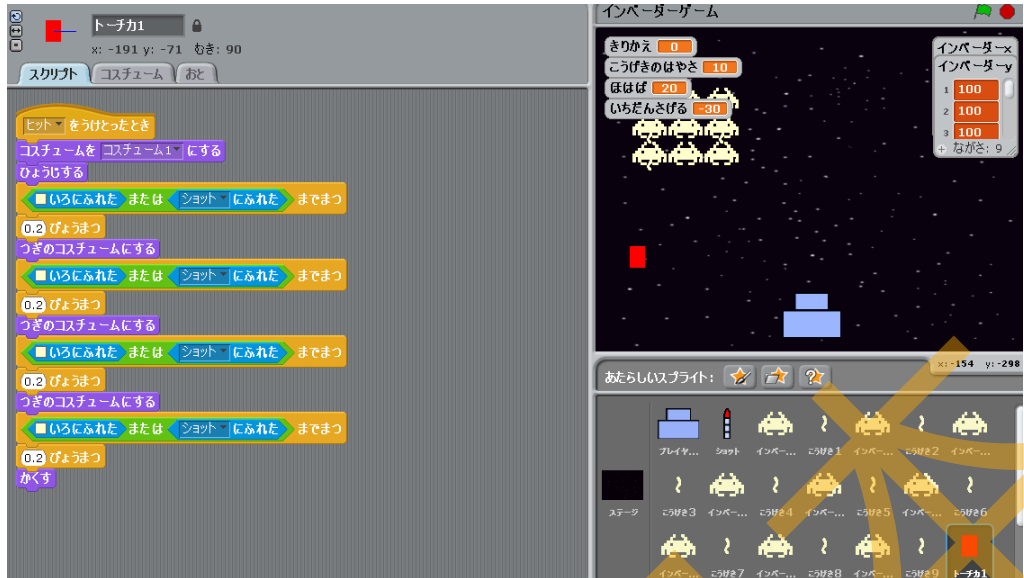 トーチカ1
x: -191 y: -71 むき: 90
スクリプト コスチューム おと
ヒット をうけとったとき
コスチュームを コスチューム1 にする
ひょうじする
いろにふれた または ショット にふれた までまつ
0.2 びょうまつ
つぎのコスチュームにする
いろにふれた または ショット にふれた までまつ
0.2 びょうまつ
つぎのコスチュームにする
いろにふれた または ショット にふれた までまつ
0.2 びょうまつ
つぎのコスチュームにする
いろにふれた または ショット にふれた までまつ
0.2 びょうまつ
かくす
インベーダーゲーム
きりかえ 0
こうげきのはやさ 10
ほはば 20
いちだんさげる -30
インベーダーx
インベーダーy
1 100
2 100
3 100
+ ながさ: 9
x: -154 y: -298
あたらしいスプライト:
プレイヤ... ショット インベー... こうげき1 インベー... こうげき2 インベー...
ステージ こうげき3 インベー... こうげき4 インベー... こうげき5 インベー... こうげき6
インベー... こうげき7 インベー... こうげき8 インベー... こうげき9 トーチカ1